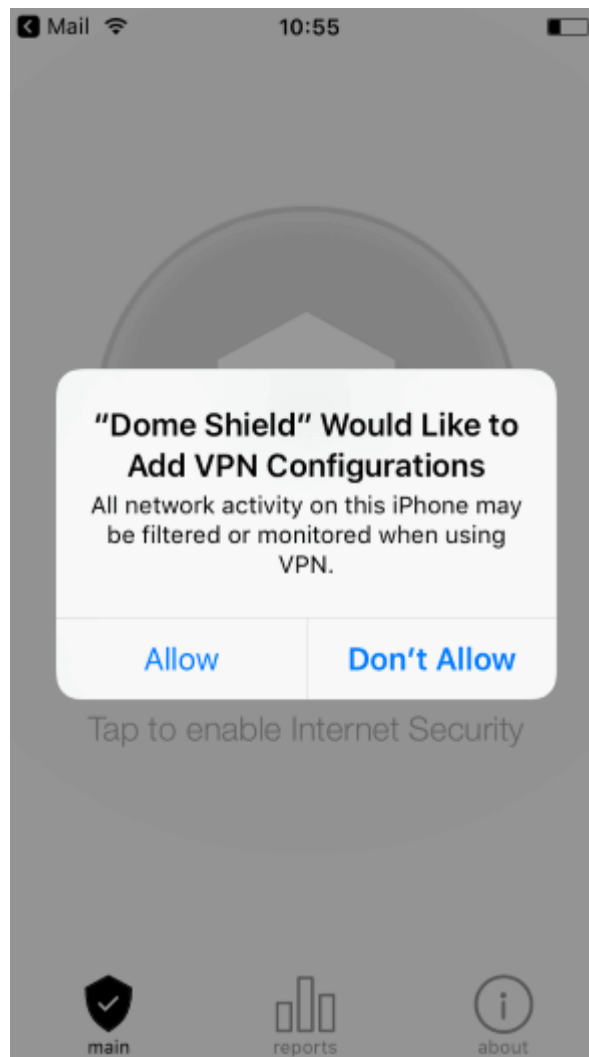 Mail 10:55
“Dome Shield” Would Like to
Add VPN Configurations
All network activity on this iPhone may
be filtered or monitored when using
VPN.
Allow Don’t Allow
Tap to enable Internet Security
main reports about